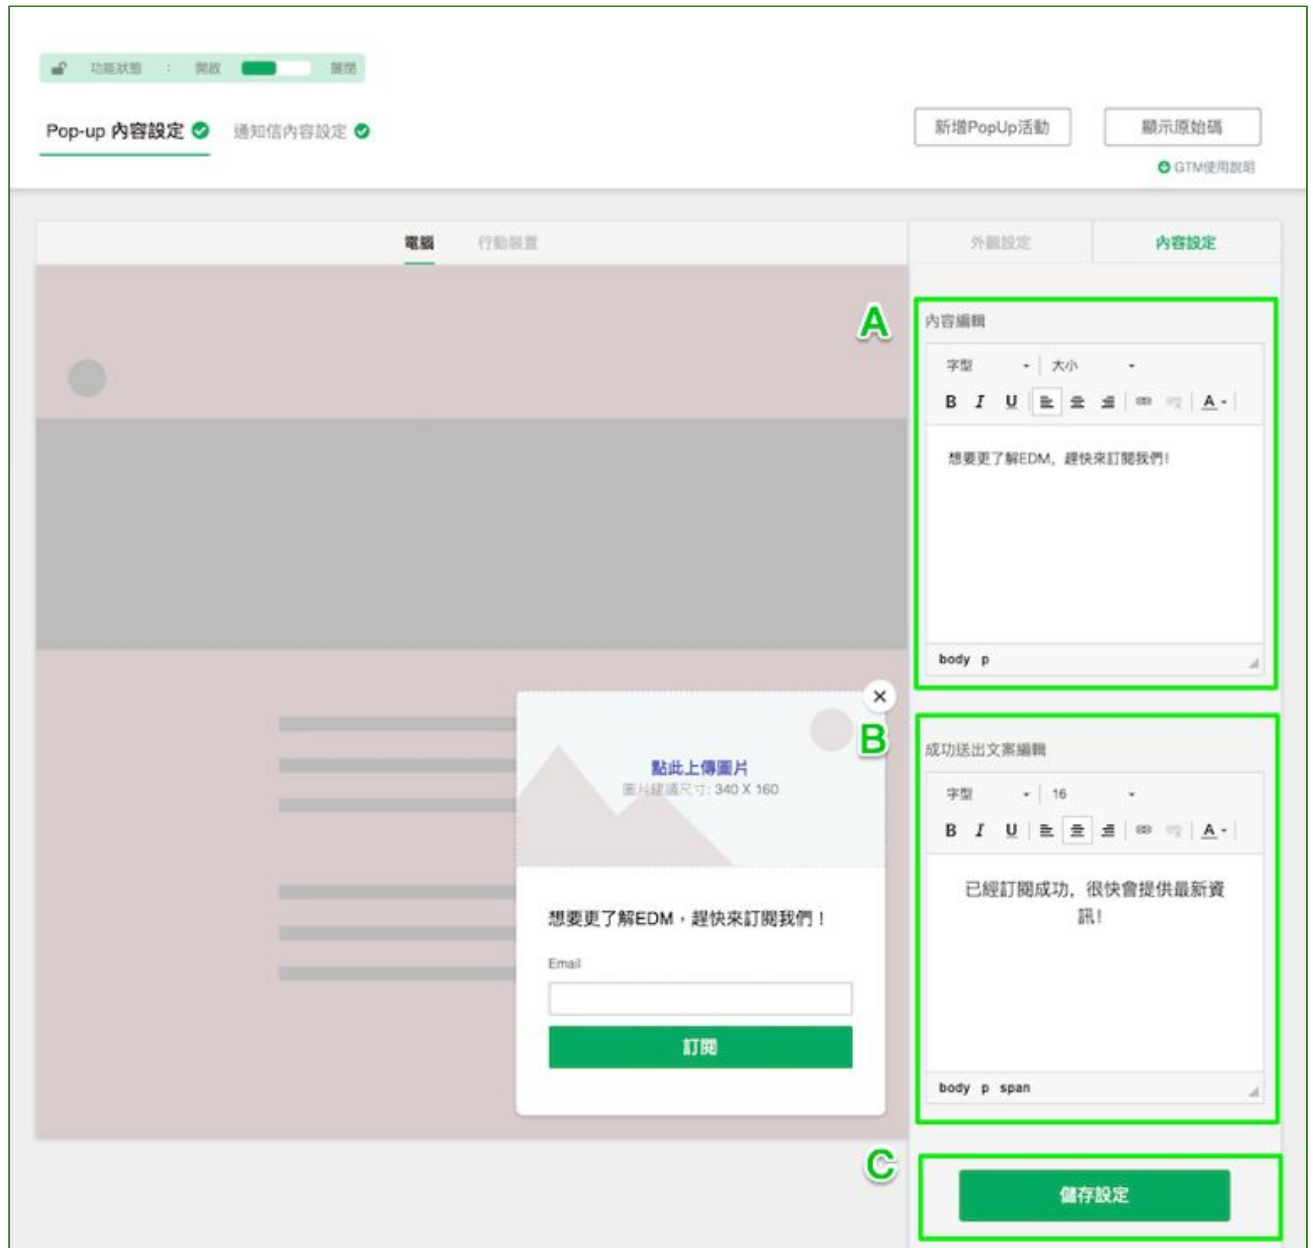 功能狀態 : 開啟 關閉
Pop-up 內容設定 通知信內容設定
新增PopUp活動 顯示原始碼
GTM使用說明
電腦 行動裝置
外觀設定 內容設定
A
內容編輯
字型 大小
B I U A
想要更了解EDM, 趕快來訂閱我們!
body p
點此上傳圖片
圖片建議尺寸: 340 X 160
想要更了解EDM，趕快來訂閱我們！
Email
訂閱
B
成功送出文案編輯
字型 16
B I U A
已經訂閱成功, 很快會提供最新資
訊!
body p span
C
儲存設定